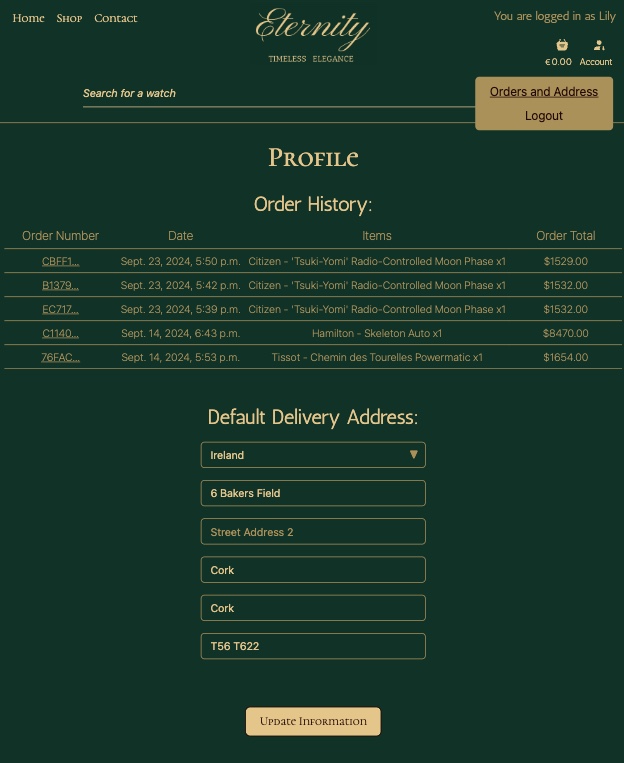 Home Shop Contact
Eternity
TIMELESS ELEGANCE
You are logged in as Lily
€0.00 Account
Search for a watch
Orders and Address
Logout
Profile
Order History:
Order Number Date Items Order Total
CBFF1... Sept. 23, 2024, 5:50 p.m. Citizen - 'Tsuki-Yomi' Radio-Controlled Moon Phase x1 $1529.00
B1379... Sept. 23, 2024, 5:42 p.m. Citizen - 'Tsuki-Yomi' Radio-Controlled Moon Phase x1 $1532.00
EC717... Sept. 23, 2024, 5:39 p.m. Citizen - 'Tsuki-Yomi' Radio-Controlled Moon Phase x1 $1532.00
C1140... Sept. 14, 2024, 6:43 p.m. Hamilton - Skeleton Auto x1 $8470.00
76FAC... Sept. 14, 2024, 5:53 p.m. Tissot - Chemin des Tourelles Powermatic x1 $1654.00
Default Delivery Address:
Ireland
6 Bakers Field
Street Address 2
Cork
Cork
T56 T622
Update Information